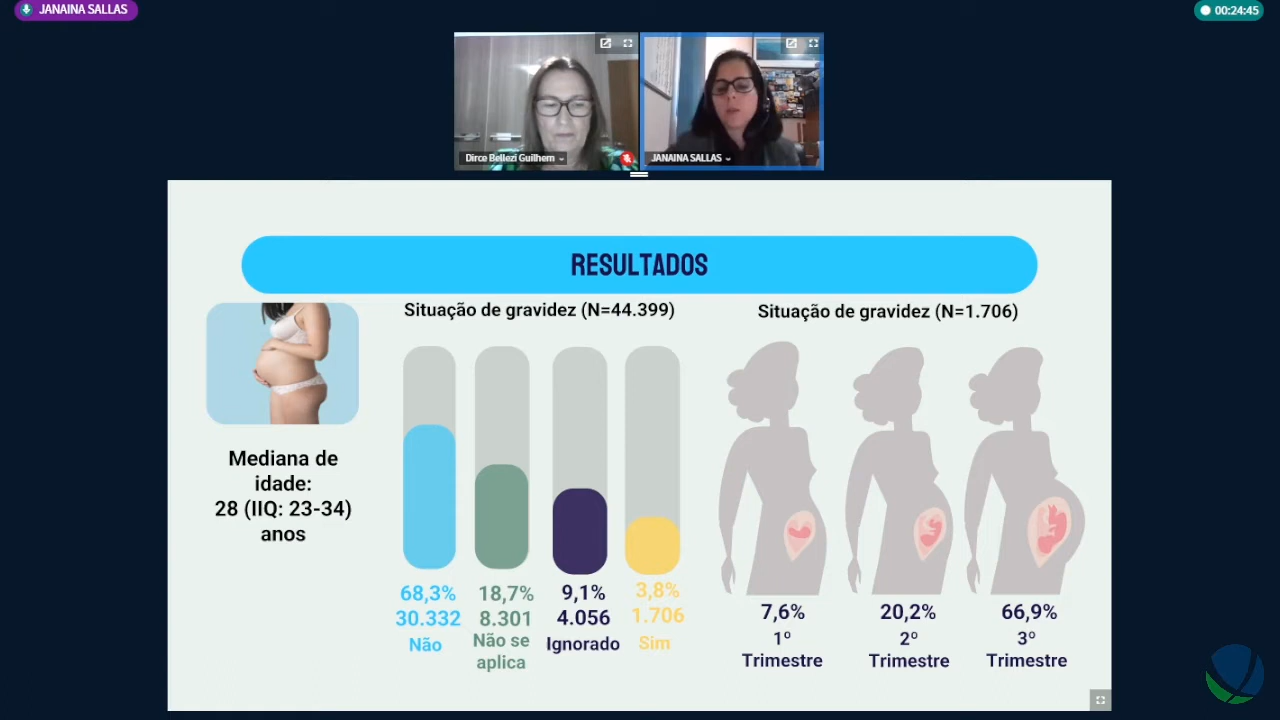 JANAINA SALLAS
00:24:45
Dirce Bellezi Guilhem
JANAINA SALLAS
RESULTADOS
Situação de gravidez (N=44.399)
Situação de gravidez (N=1.706)
Mediana de
idade:
28 (IIQ: 23-34)
anos
68,3%
30.332
Não
18,7%
8.301
Não se
aplica
9,1%
4.056
Ignorado
3,8%
1.706
Sim
7,6%
1º
Trimestre
20,2%
2º
Trimestre
66,9%
3º
Trimestre